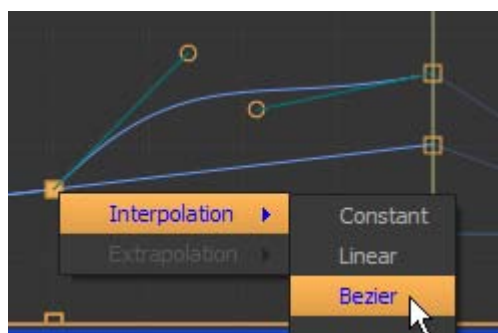 Interpolation
Extrapolation
Constant
Linear
Bezier